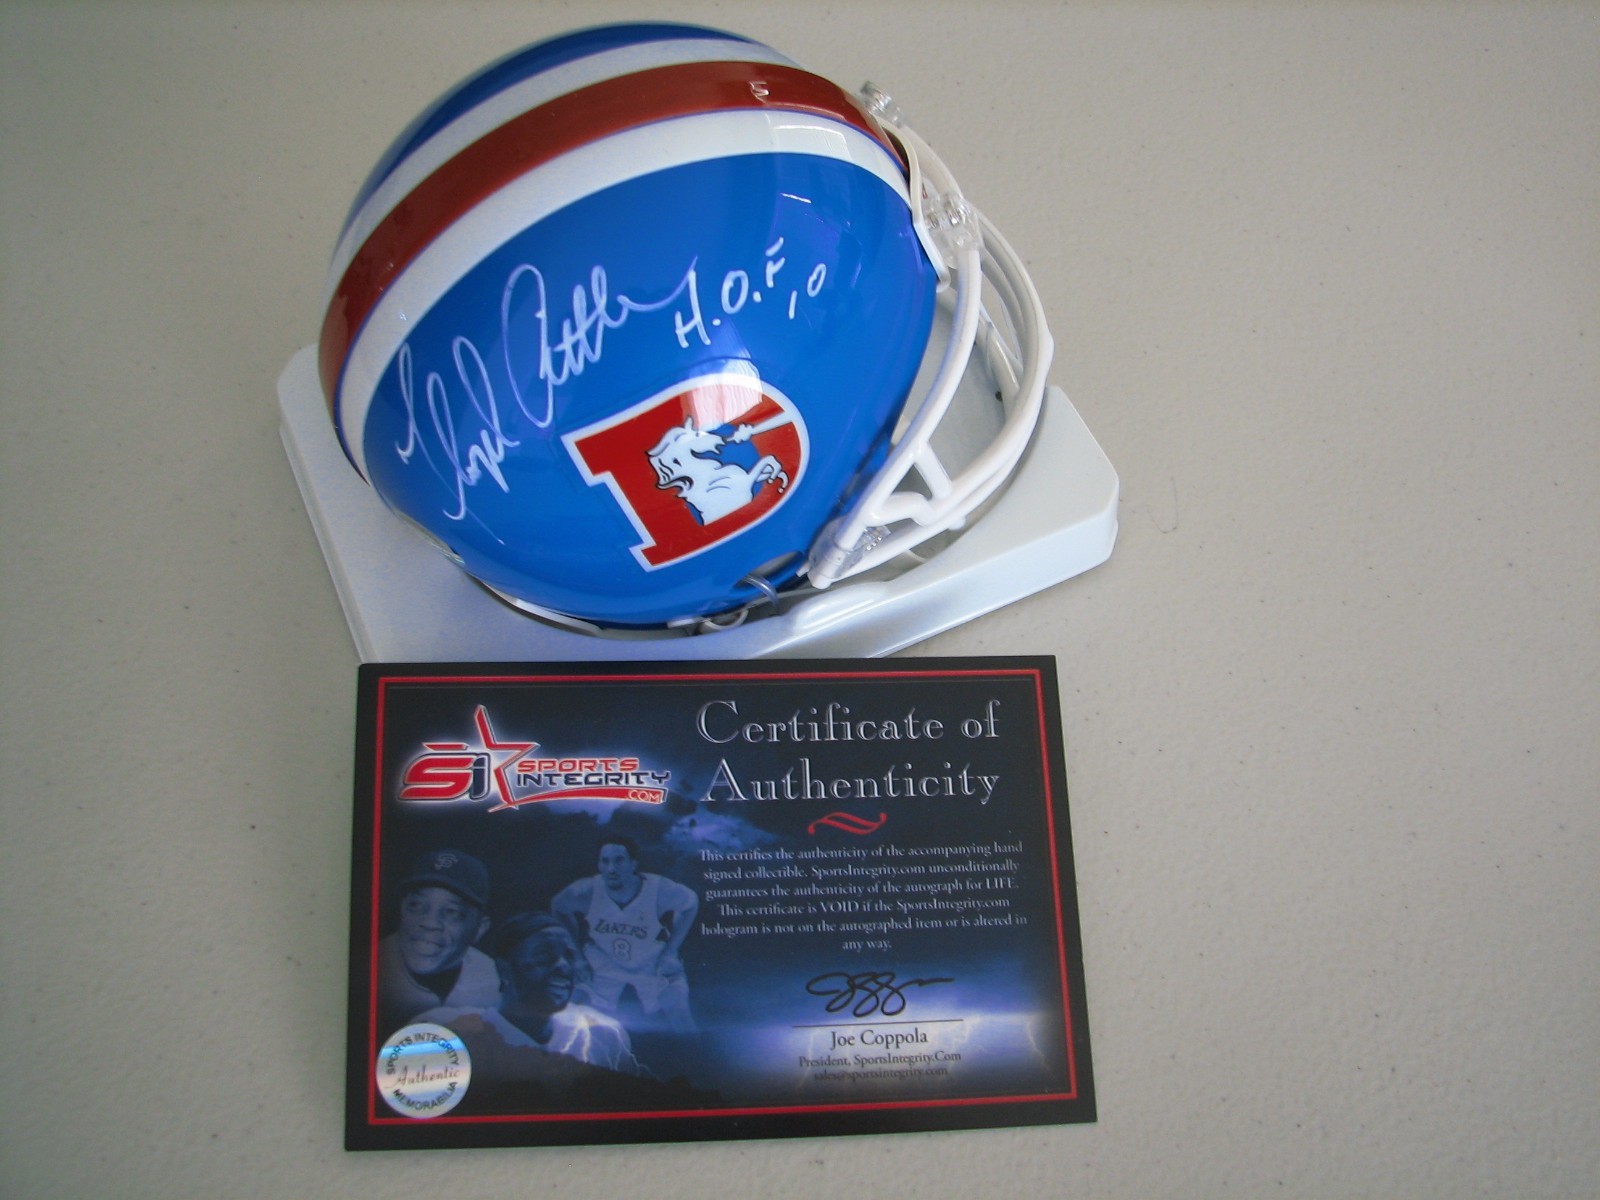 Floyd Little
H.O.F
'10
D
SI SPORTS
INTEGRITY
.COM
Certificate of
Authenticity
This certifies the authenticity of the accompanying hand
signed collectible. SportsIntegrity.com unconditionally
guarantees the authenticity of the autograph for LIFE.
This certificate is VOID if the SportsIntegrity.com
hologram is not on the autographed item or is altered in
any way.
LAKERS
8
Joe Coppola
President, SportsIntegrity.Com
sales@sportsintegrity.com
SPORTS INTEGRITY
Authentic
MEMORABILIA